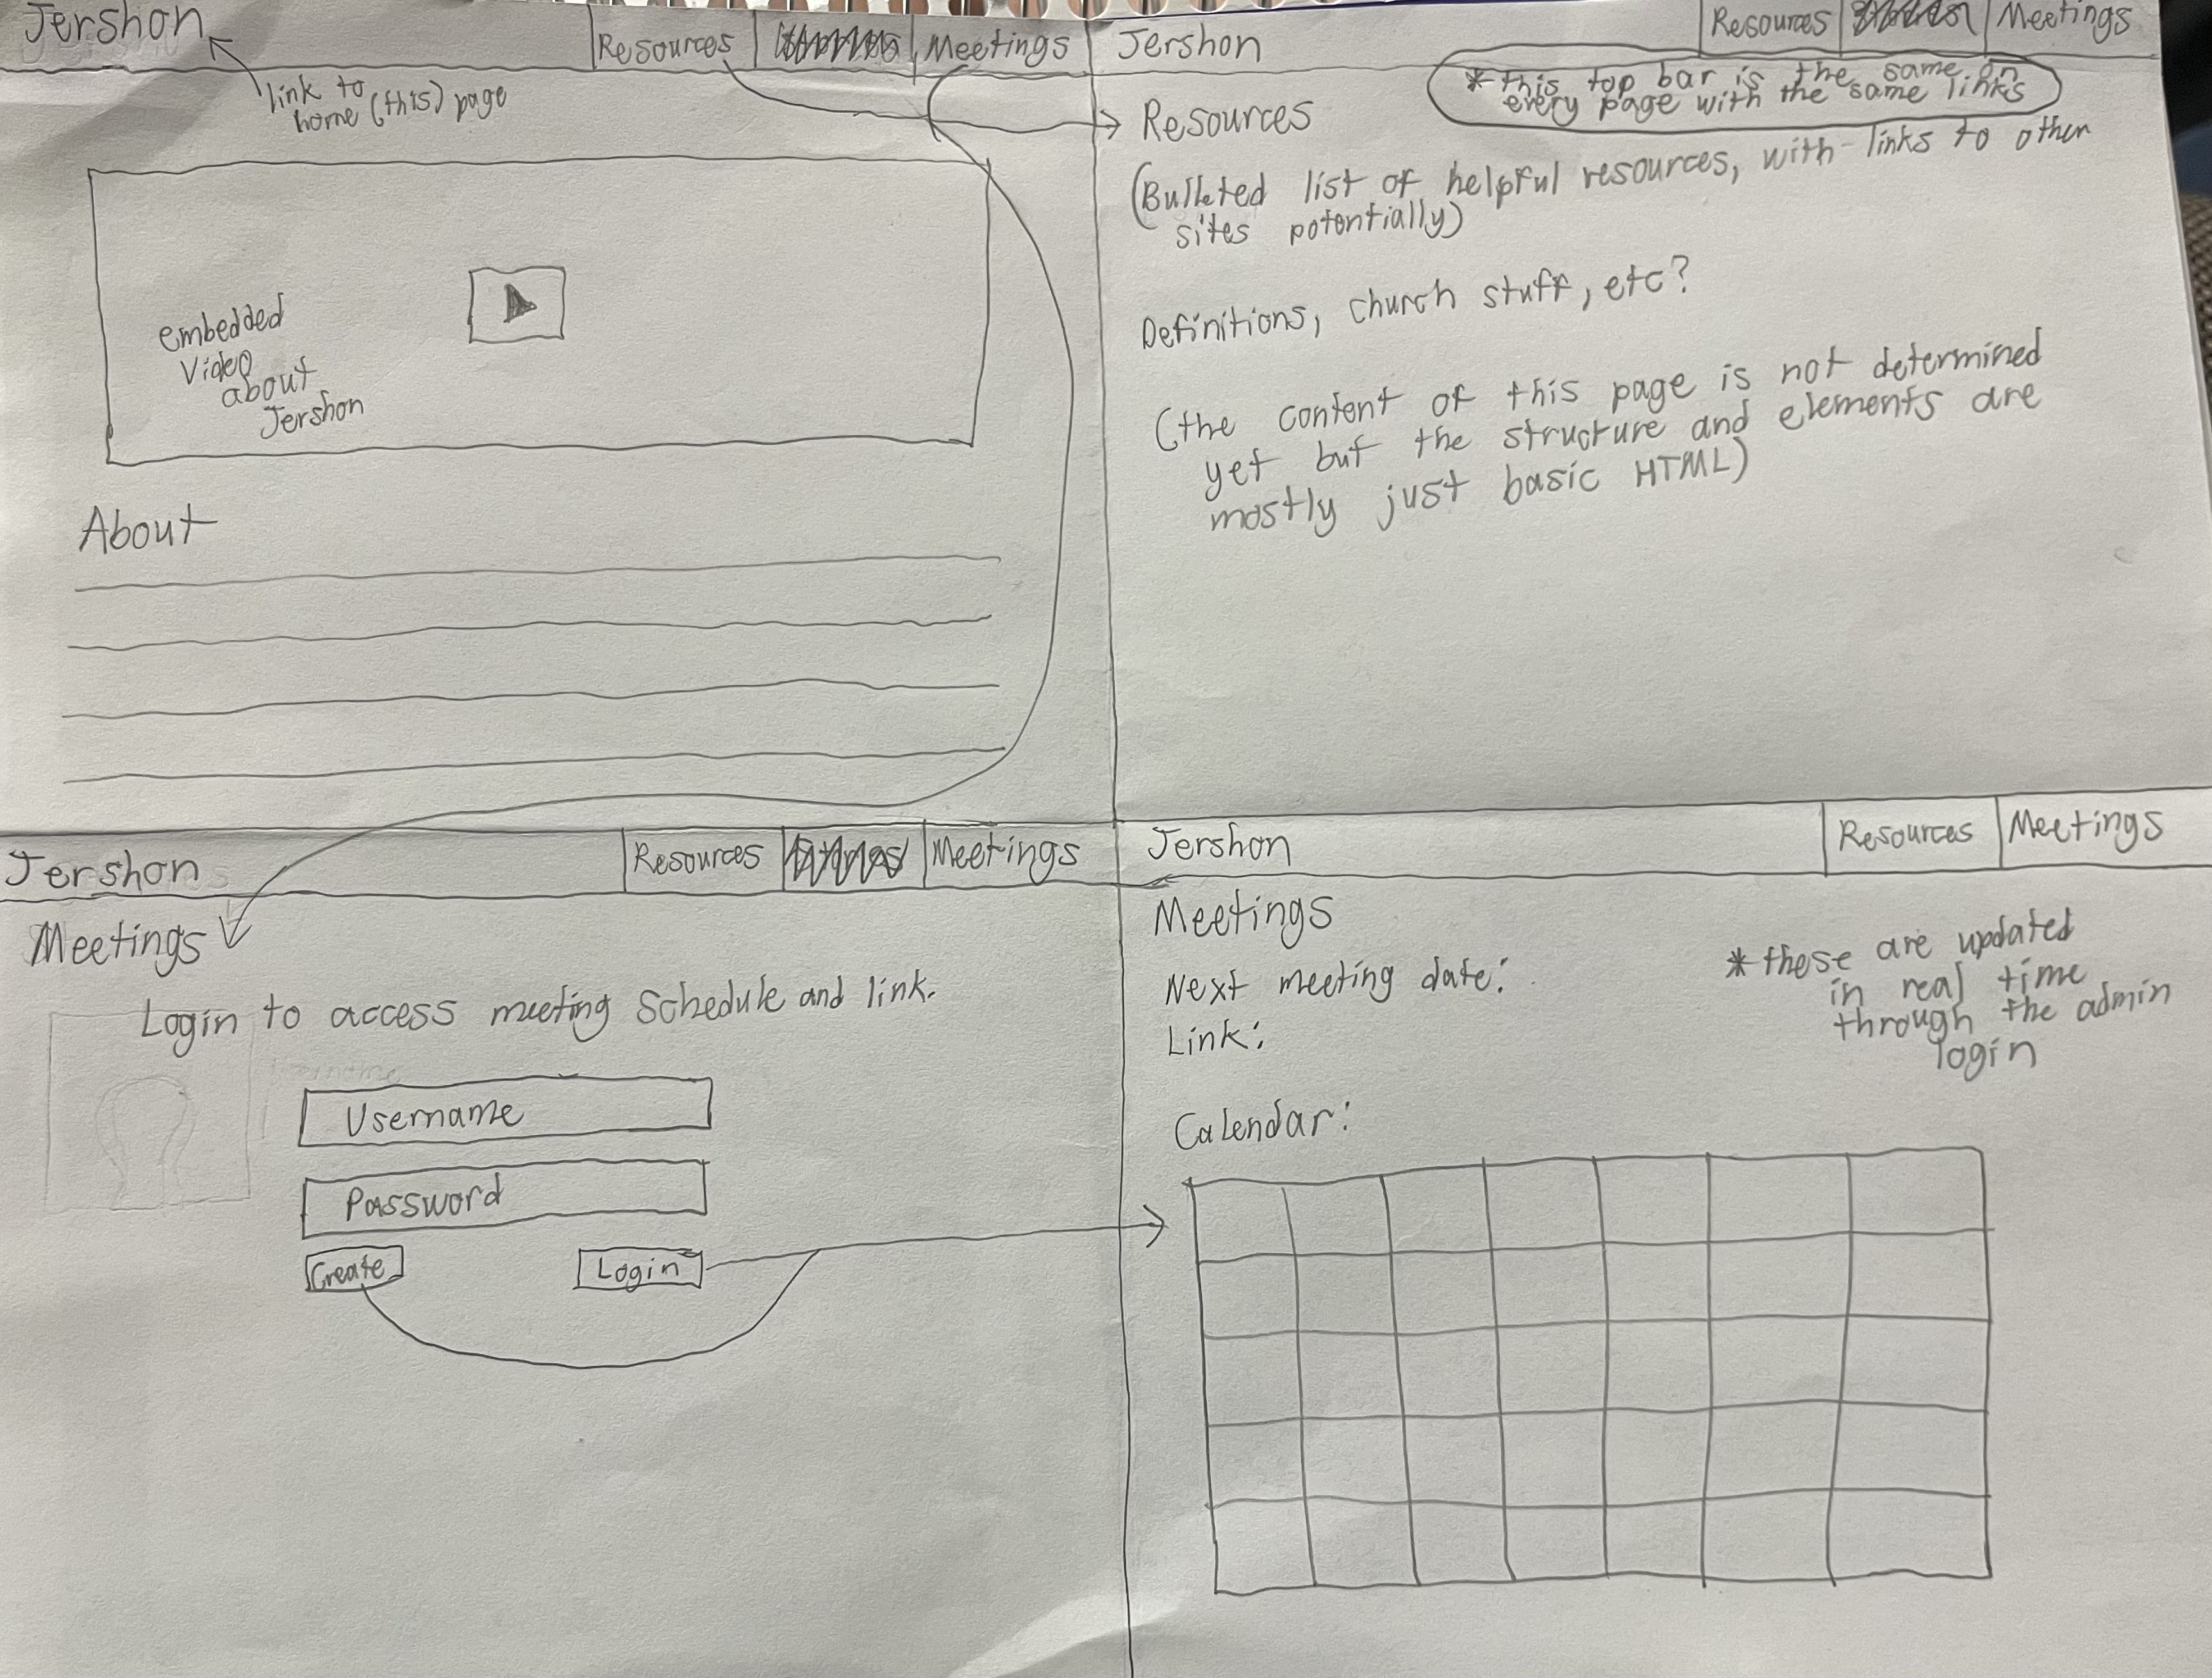 Jershon
Resources
Meetings
link to
home (this) page
embedded
Video
about
Jershon
About
Jershon
Resources
Meetings
*this top bar is the same on
every page with the same links
Resources
(Bulleted list of helpful resources, with links to other
sites potentially)
Definitions, church stuff, etc?
(the content of this page is not determined
yet but the structure and elements are
mostly just basic HTML)
Jershon
Resources
Meetings
Meetings
Login to access meeting schedule and link.
Username
Password
Create
Login
Jershon
Resources
Meetings
Meetings
Next meeting date:
Link:
*these are updated
in real time
through the admin
login
Calendar: